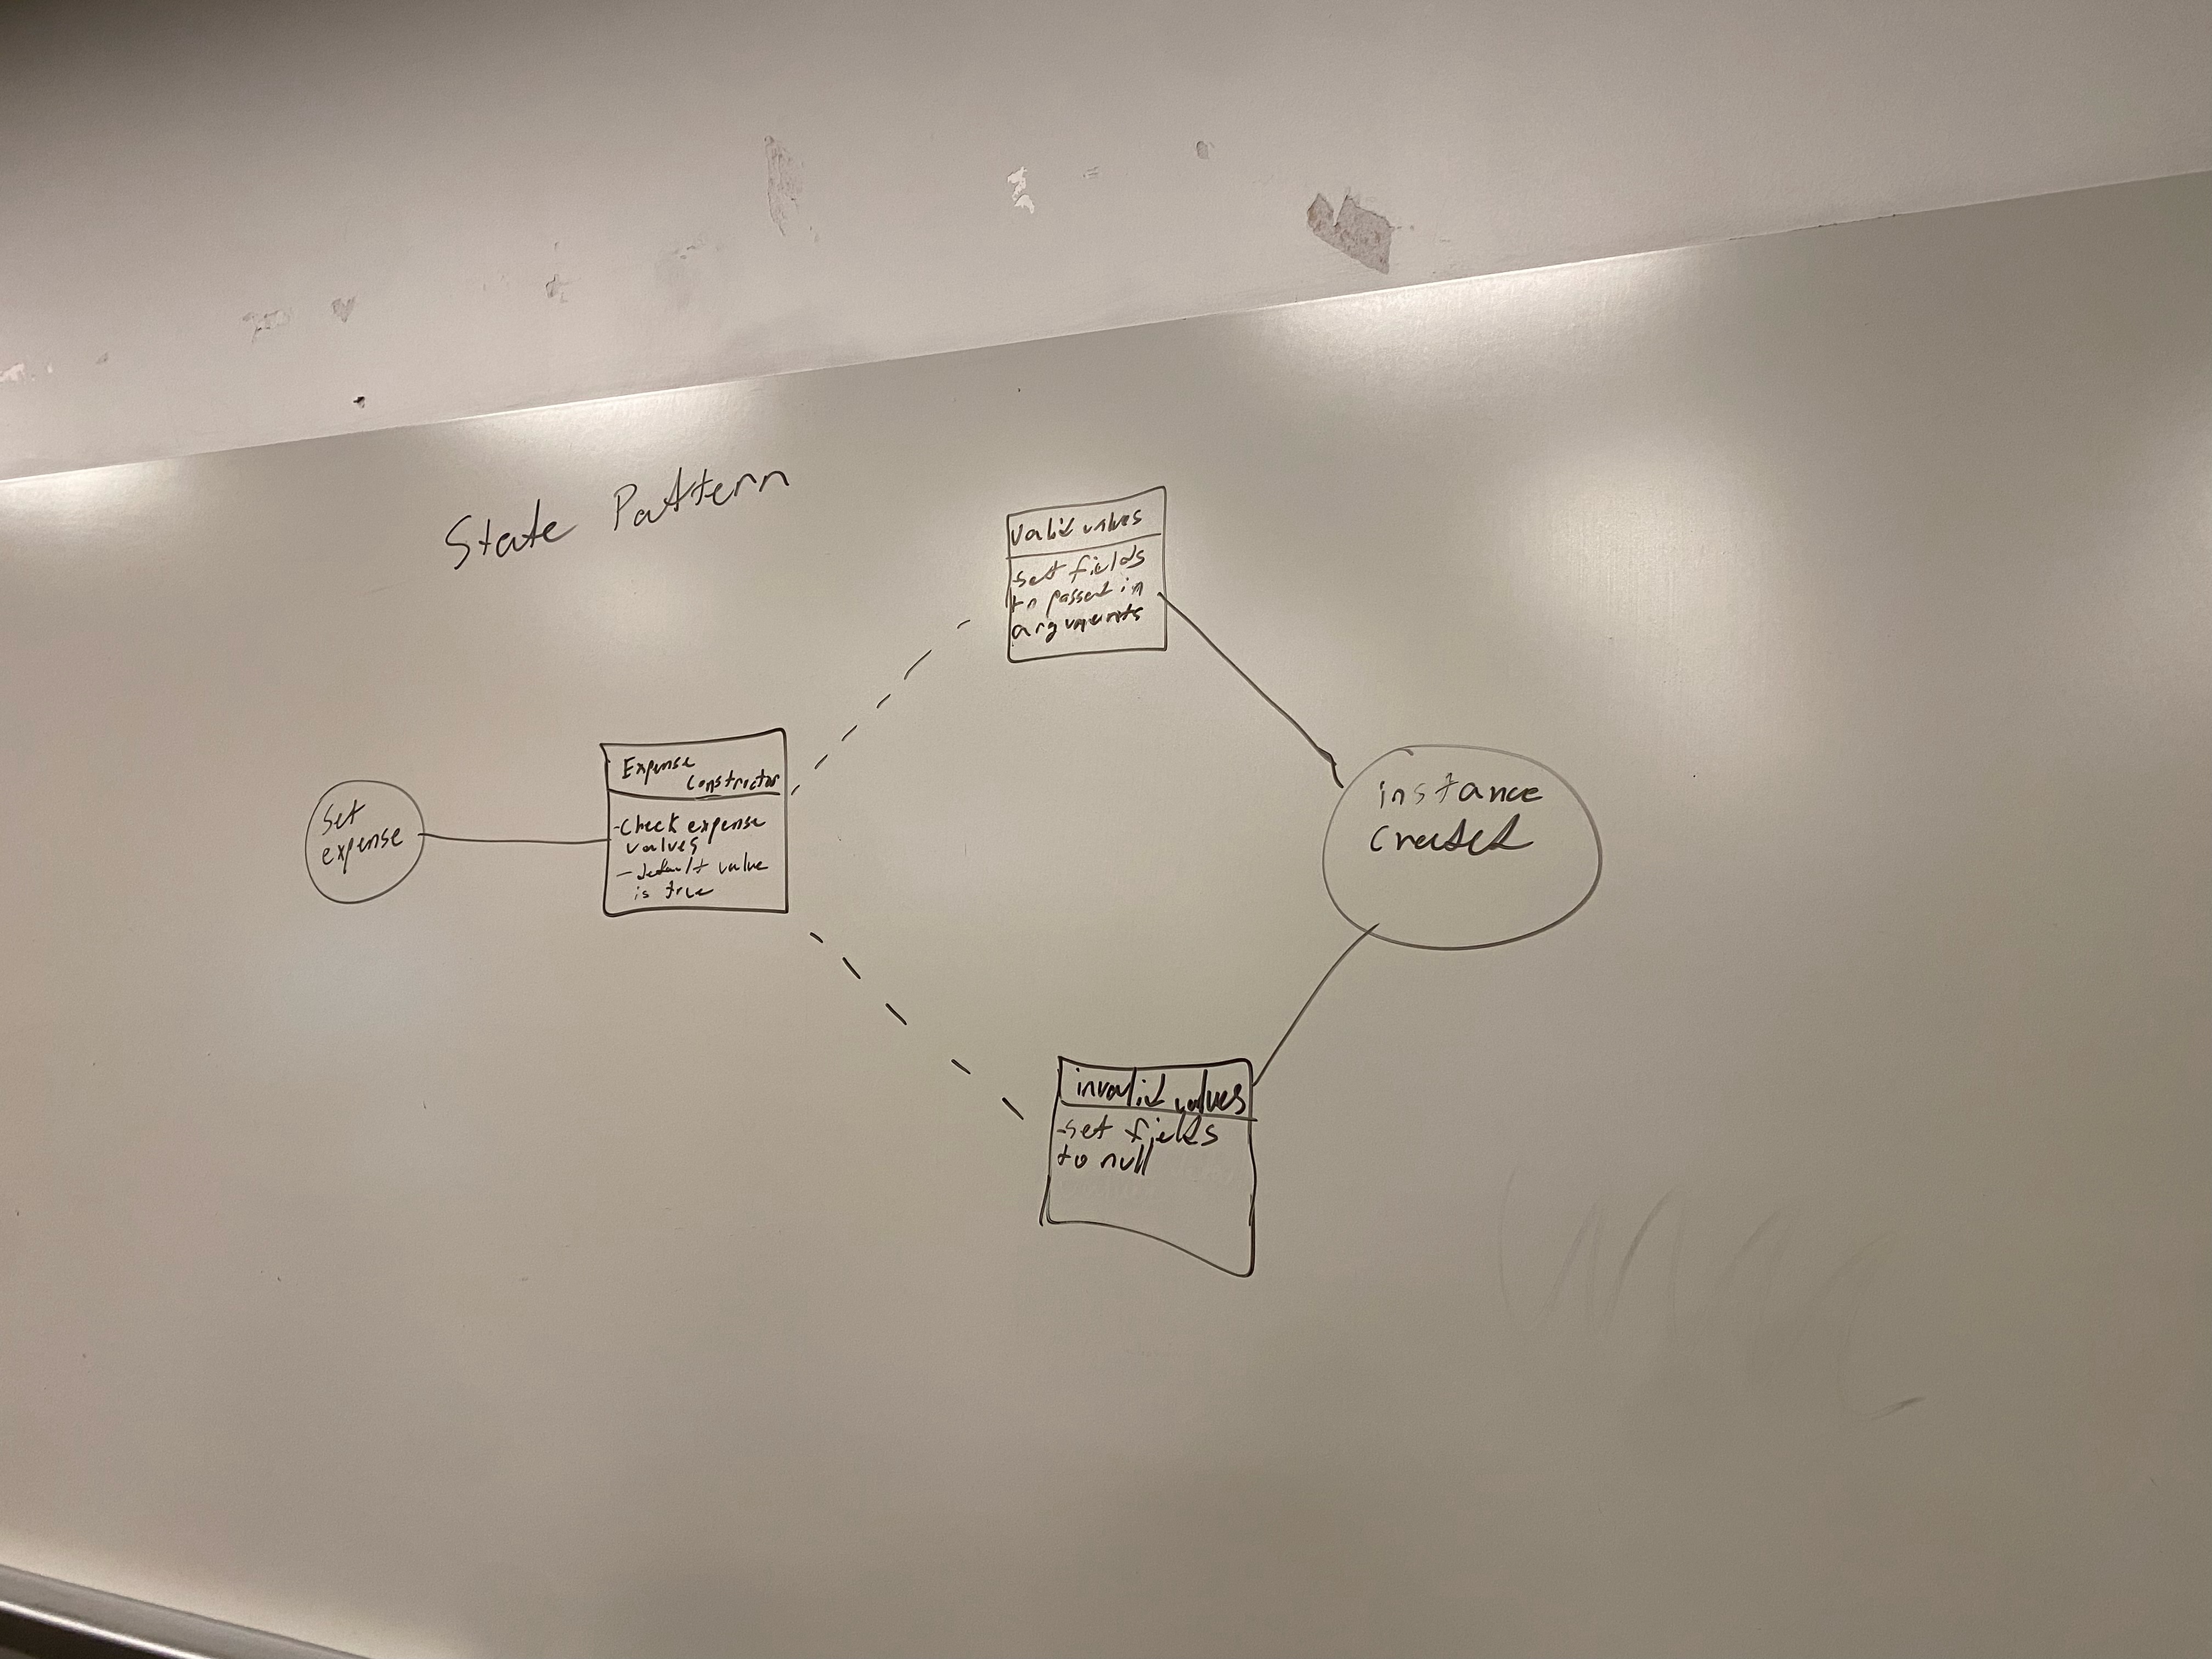 State Pattern
Set
expense
Expense
Constructor
-Check expense
values
- default value
is true
Valid values
-set fields
to passed in
arguments
invalid values
-set fields
to null
instance
Created